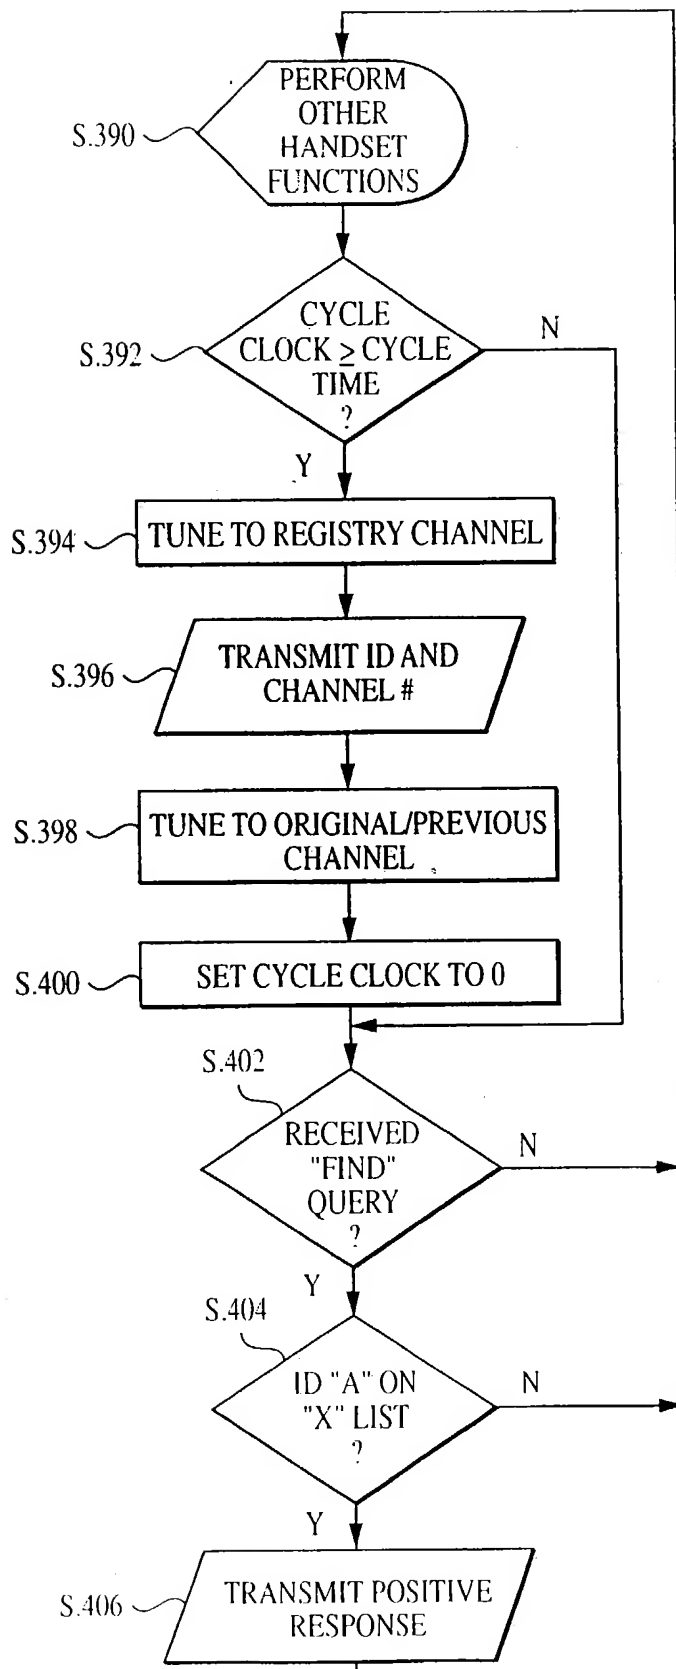 PERFORM
OTHER
HANDSET
FUNCTIONS
S.390
CYCLE
CLOCK ≥ CYCLE
TIME
?
S.392
N
Y
S.394
TUNE TO REGISTRY CHANNEL
S.396
TRANSMIT ID AND
CHANNEL #
S.398
TUNE TO ORIGINAL/PREVIOUS
CHANNEL
S.400
SET CYCLE CLOCK TO 0
S.402
RECEIVED
"FIND"
QUERY
?
N
Y
S.404
ID "A" ON
"X" LIST
?
N
Y
S.406
TRANSMIT POSITIVE
RESPONSE